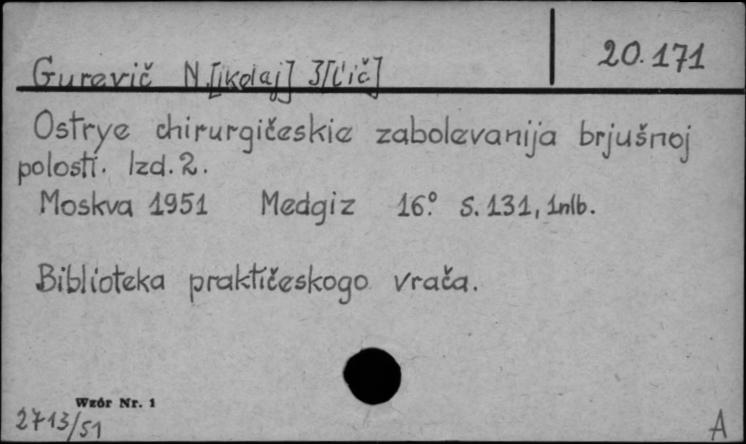 20.171
Gurevič N.[ikolaj] I[l'ič]
Ostrye chirurgičeskie zabolevanija brjušnoj
polosti. Izd. 2.
Moskva 1951 Medgiz 16° S. 131, 1nlb.
Biblioteka praktičeskogo vrača.
Wzór Nr. 1
2713/51
A